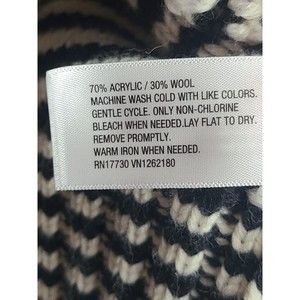 70% ACRYLIC / 30% WOOL
MACHINE WASH COLD WITH LIKE COLORS.
GENTLE CYCLE. ONLY NON-CHLORINE
BLEACH WHEN NEEDED.LAY FLAT TO DRY.
REMOVE PROMPTLY.
WARM IRON WHEN NEEDED.
RN17730 VN1262180